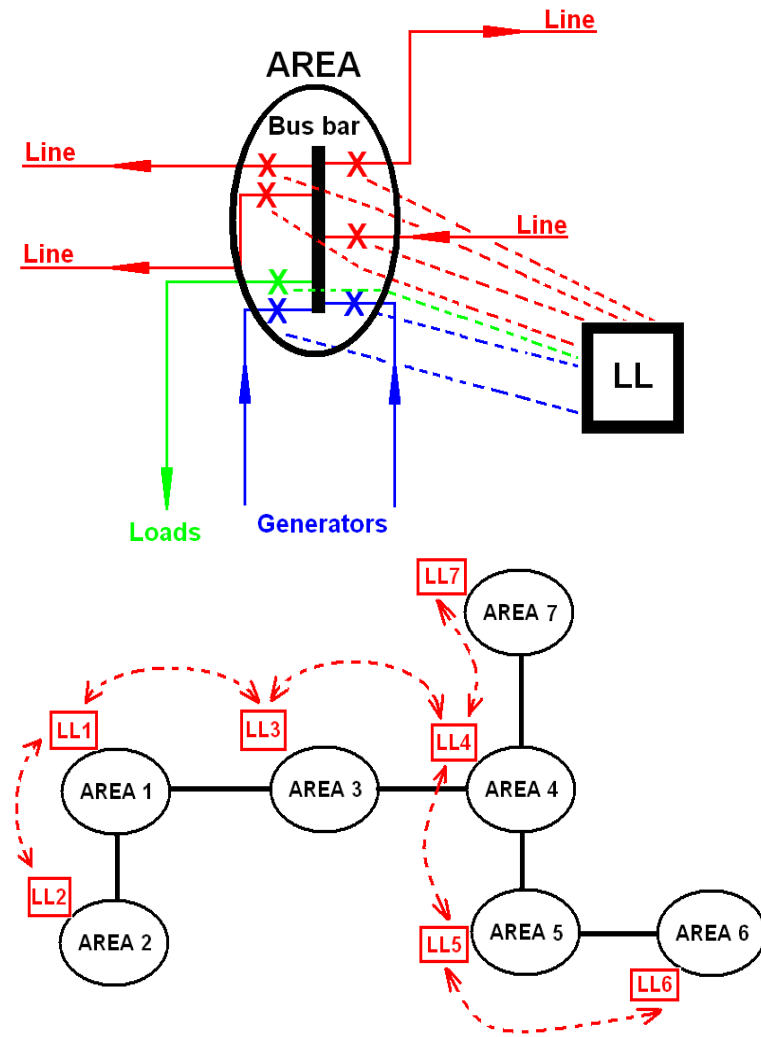 Line
AREA
Bus bar
Line
Line
Line
LL
Loads
Generators
LL7
AREA 7
LL1
LL3
LL4
AREA 1
AREA 3
AREA 4
LL2
AREA 2
LL5
AREA 5
AREA 6
LL6